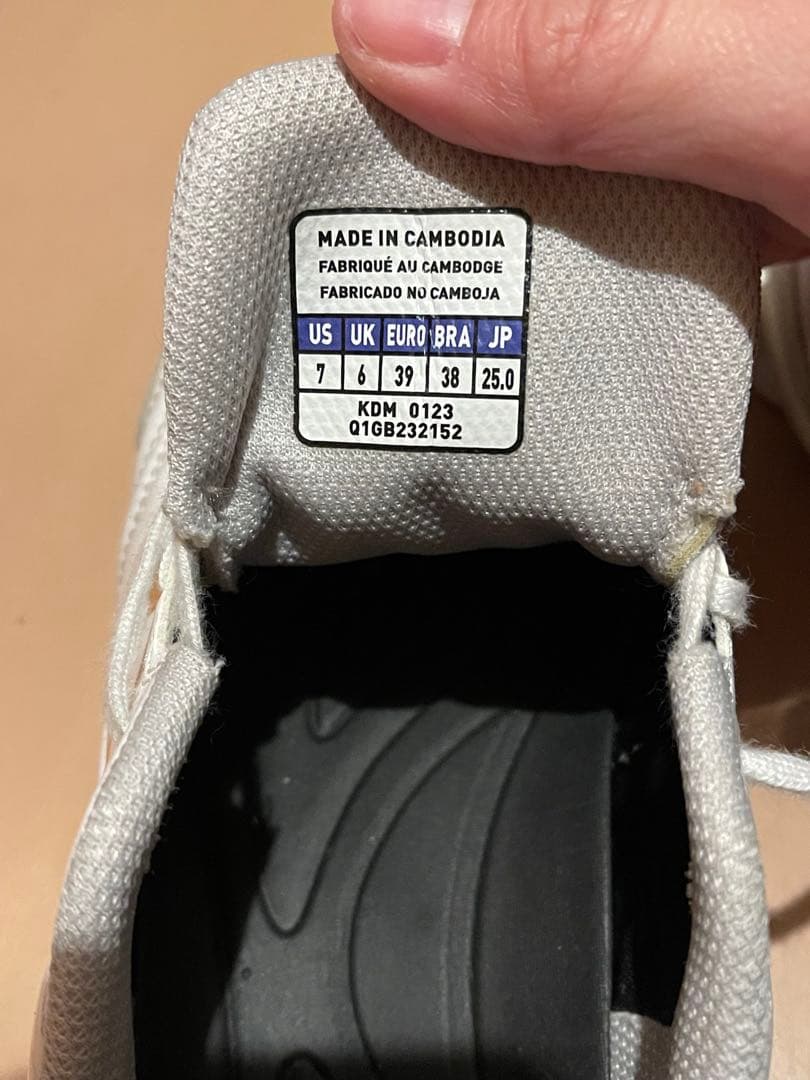 MADE IN CAMBODIA
FABRIQUÉ AU CAMBODGE
FABRICADO NO CAMBOJA
US UK EURO BRA JP
7 6 39 38 25.0
KDM 0123
Q1GB232152